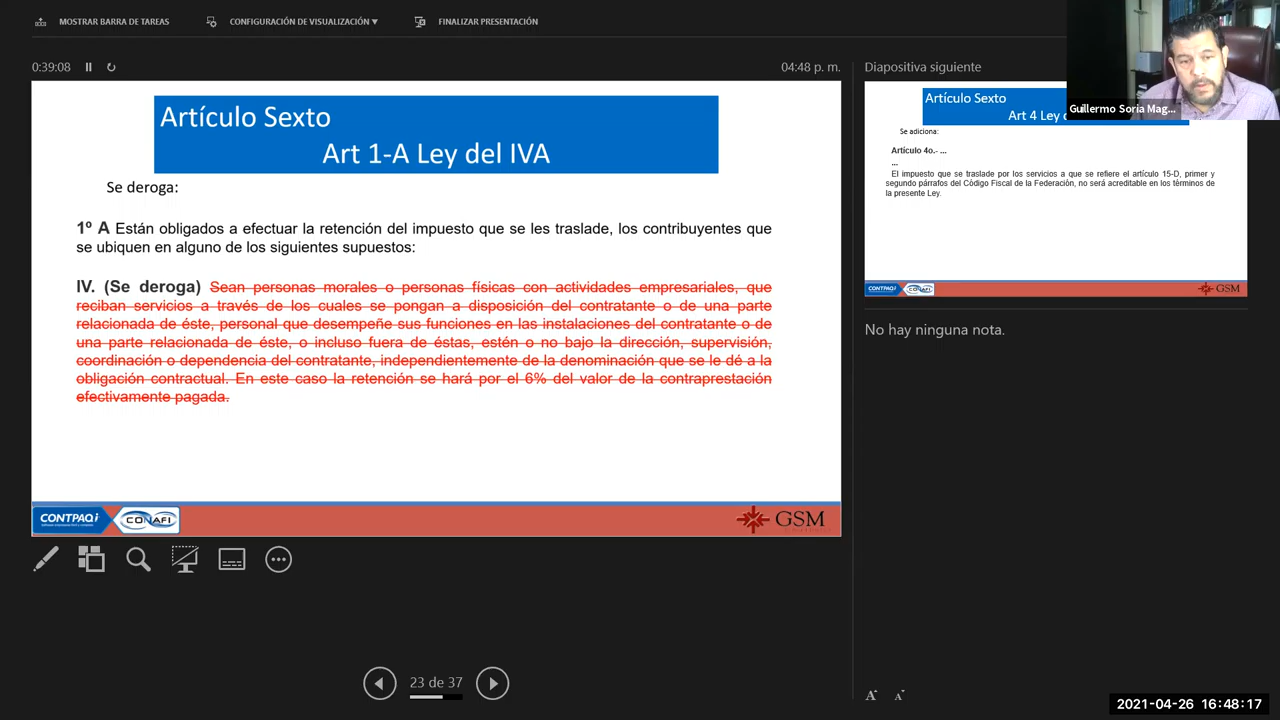 MOSTRAR BARRA DE TAREAS
CONFIGURACIÓN DE VISUALIZACIÓN ▼
FINALIZAR PRESENTACIÓN
0:39:08
04:48 p. m.
Artículo Sexto
Art 1-A Ley del IVA
Se deroga:
1º A Están obligados a efectuar la retención del impuesto que se les traslade, los contribuyentes que
se ubiquen en alguno de los siguientes supuestos:
IV. (Se deroga) Sean personas morales o personas físicas con actividades empresariales, que
reciban servicios a través de los cuales se pongan a disposición del contratante o de una parte
relacionada de éste, personal que desempeñe sus funciones en las instalaciones del contratante o de
una parte relacionada de éste, o incluso fuera de éstas, estén o no bajo la dirección, supervisión,
coordinación o dependencia del contratante, independientemente de la denominación que se le dé a la
obligación contractual. En este caso la retención se hará por el 6% del valor de la contraprestación
efectivamente pagada.
CONTPAQi
CONAFI
GSM
23 de 37
Diapositiva siguiente
Guillermo Soria Mag...
Artículo Sexto
Art 4 Ley
Se adiciona:
Artículo 4o.- ...
...
El impuesto que se traslade por los servicios a que se refiere el artículo 15-D, primer y
segundo párrafos del Código Fiscal de la Federación, no será acreditable en los términos de
la presente Ley.
CONTPAQi
CONAFI
GSM
No hay ninguna nota.
A A
2021-04-26 16:48:17